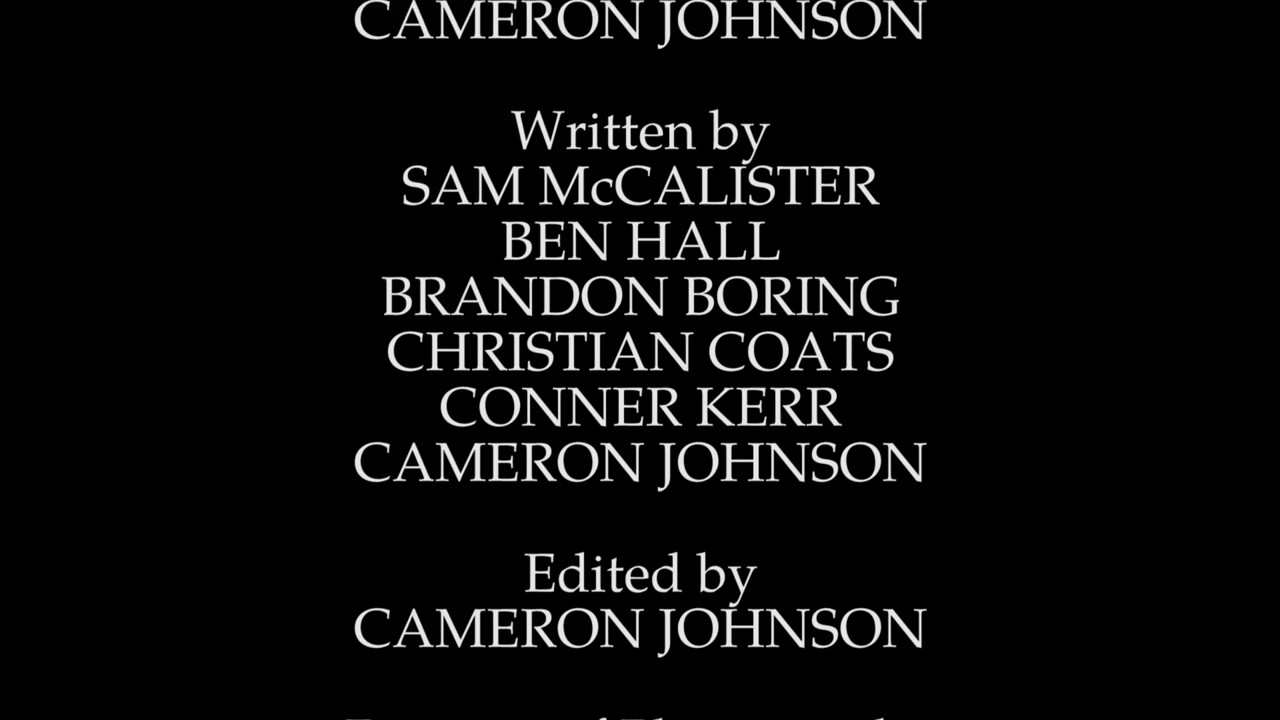 CAMERON JOHNSON
Written by
SAM McCALISTER
BEN HALL
BRANDON BORING
CHRISTIAN COATS
CONNER KERR
CAMERON JOHNSON
Edited by
CAMERON JOHNSON